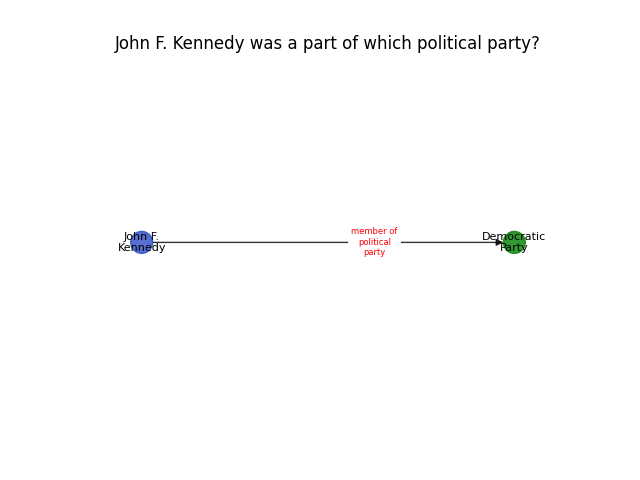 John F. Kennedy was a part of which political party?
John F.
Kennedy
member of
political
party
Democratic
Party